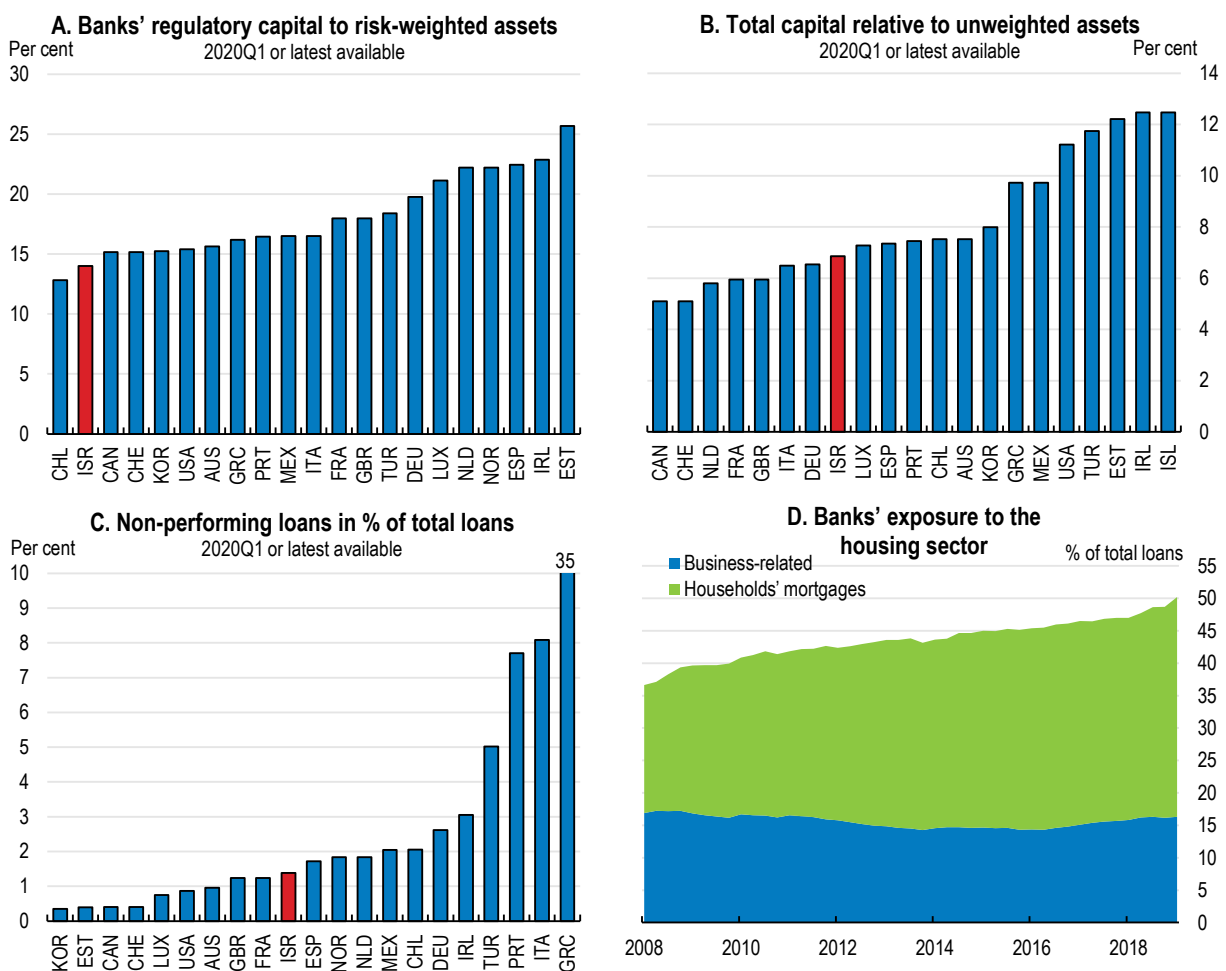 A. Banks' regulatory capital to risk-weighted assets
Per cent
2020Q1 or latest available
30
25
20
15
10
5
0
CHL ISR CAN CHE KOR USA AUS GRC PRT MEX ITA FRA GBR TUR DEU LUX NLD NOR ESP IRL EST
B. Total capital relative to unweighted assets
2020Q1 or latest available
Per cent
14
12
10
8
6
4
2
0
CAN CHE NLD FRA GBR ITA DEU ISR LUX ESP PRT CHL AUS KOR GRC MEX USA TUR EST IRL ISL
C. Non-performing loans in % of total loans
Per cent
2020Q1 or latest available
35
10
9
8
7
6
5
4
3
2
1
0
KOR EST CAN CHE LUX USA AUS GBR FRA ISR ESP NOR NLD MEX CHL DEU IRL TUR PRT ITA GRC
D. Banks' exposure to the
housing sector
% of total loans
Business-related
Households' mortgages
55
50
45
40
35
30
25
20
15
10
5
0
2008 2010 2012 2014 2016 2018